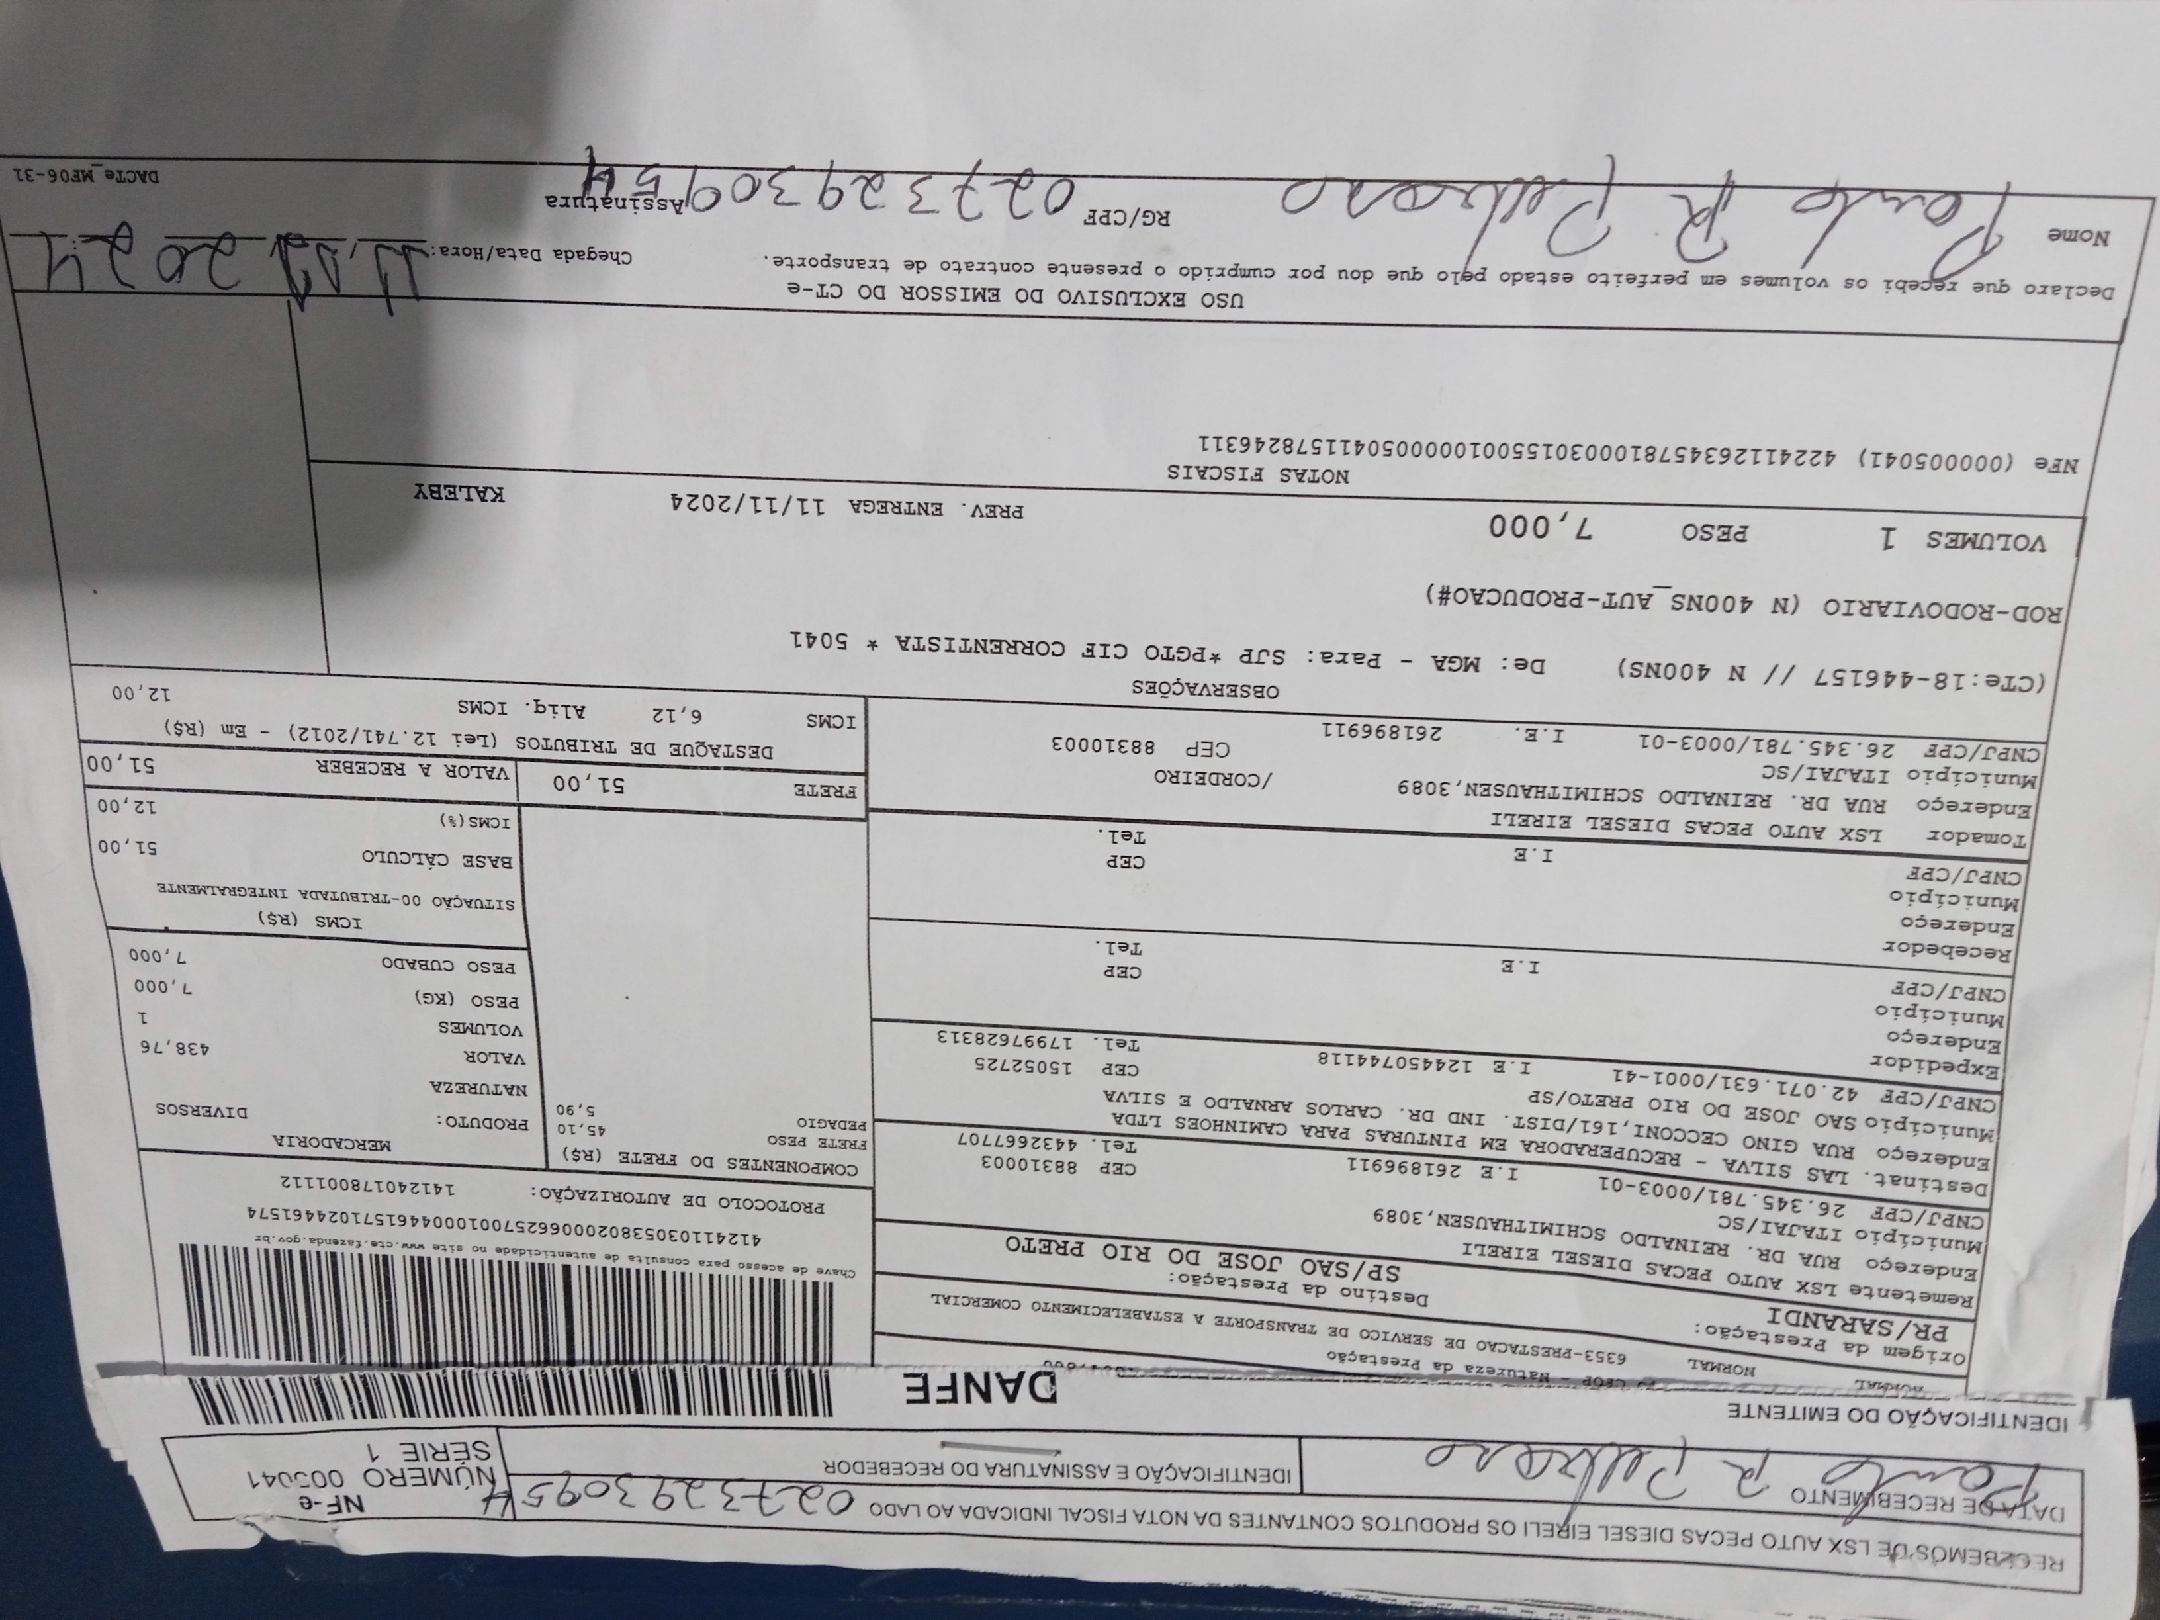 RECEBEMOS DE LSX AUTO PECAS DIESEL EIRELI OS PRODUTOS CONTANTES DA NOTA FISCAL INDICADA AO LADO 02732930954
NF-e
NÚMERO 005041
SÉRIE 1
DATA DE RECEBIMENTO
IDENTIFICAÇÃO E ASSINATURA DO RECEBEDOR
Paulo R Pedroso
IDENTIFICAÇÃO DO EMITENTE
DANFE
NORMAL NORMAL
CFOP - Natureza da Prestação
6353-PRESTACAO DE SERVICO DE TRANSPORTE A ESTABELECIMENTO COMERCIAL
Origem da Prestação:
PR/SARANDI
Destino da Prestação:
SP/SAO JOSE DO RIO PRETO
Chave de acesso para consulta de autenticidade no site www.cte.fazenda.gov.br
41241103053802000662570010004461571024461574
PROTOCOLO DE AUTORIZAÇÃO: 141240178001112
Remetente LSX AUTO PECAS DIESEL EIRELI
Endereço RUA DR. REINALDO SCHIMITHAUSEN,3089
Município ITAJAI/SC CEP 88310003
CNPJ/CPF 26.345.781/0003-01 I.E 261896911 Tel. 4432667707
Destinat. LAS SILVA - RECUPERADORA EM PINTURAS PARA CAMINHOES LTDA
Endereço RUA GINO CECCONI,161/DIST. IND DR. CARLOS ARNALDO E SILVA
Município SAO JOSE DO RIO PRETO/SP CEP 15052725
CNPJ/CPF 42.071.631/0001-41 I.E 124450744118 Tel. 17997628313
Expedidor
Endereço
Município CEP
CNPJ/CPF I.E Tel.
Recebedor
Endereço
Município CEP
CNPJ/CPF I.E Tel.
Tomador LSX AUTO PECAS DIESEL EIRELI
Endereço RUA DR. REINALDO SCHIMITHAUSEN,3089 /CORDEIRO
Município ITAJAI/SC CEP 88310003
CNPJ/CPF 26.345.781/0003-01 I.E. 261896911
COMPONENTES DO FRETE (R$)
FRETE PESO 45,10
PEDAGIO 5,90
MERCADORIA
PRODUTO: DIVERSOS
NATUREZA
VALOR 438,76
VOLUMES 1
PESO (KG) 7,000
PESO CUBADO 7,000
ICMS (R$)
SITUAÇÃO 00-TRIBUTADA INTEGRALMENTE
BASE CÁLCULO 51,00
ICMS(%) 12,00
FRETE 51,00 VALOR A RECEBER 51,00
DESTAQUE DE TRIBUTOS (Lei 12.741/2012) - Em (R$)
ICMS 6,12 Aliq. ICMS 12,00
OBSERVAÇÕES
(CTe:18-446157 // N 400NS) De: MGA - Para: SJP *PGTO CIF CORRENTISTA * 5041
ROD-RODOVIARIO (N 400NS_AUT-PRODUCAO#)
VOLUMES 1 PESO 7,000 PREV. ENTREGA 11/11/2024 KALEBY
NOTAS FISCAIS
NFe (000005041) 42241126345781000301550010000050411578246311
USO EXCLUSIVO DO EMISSOR DO CT-e
Declaro que recebi os volumes em perfeito estado pelo que dou por cumprido o presente contrato de transporte.
Chegada Data/Hora: 11 11 2024
Nome Paulo R Pedroso RG/CPF 02732930954 Assinatura
DACTe_MF06-31